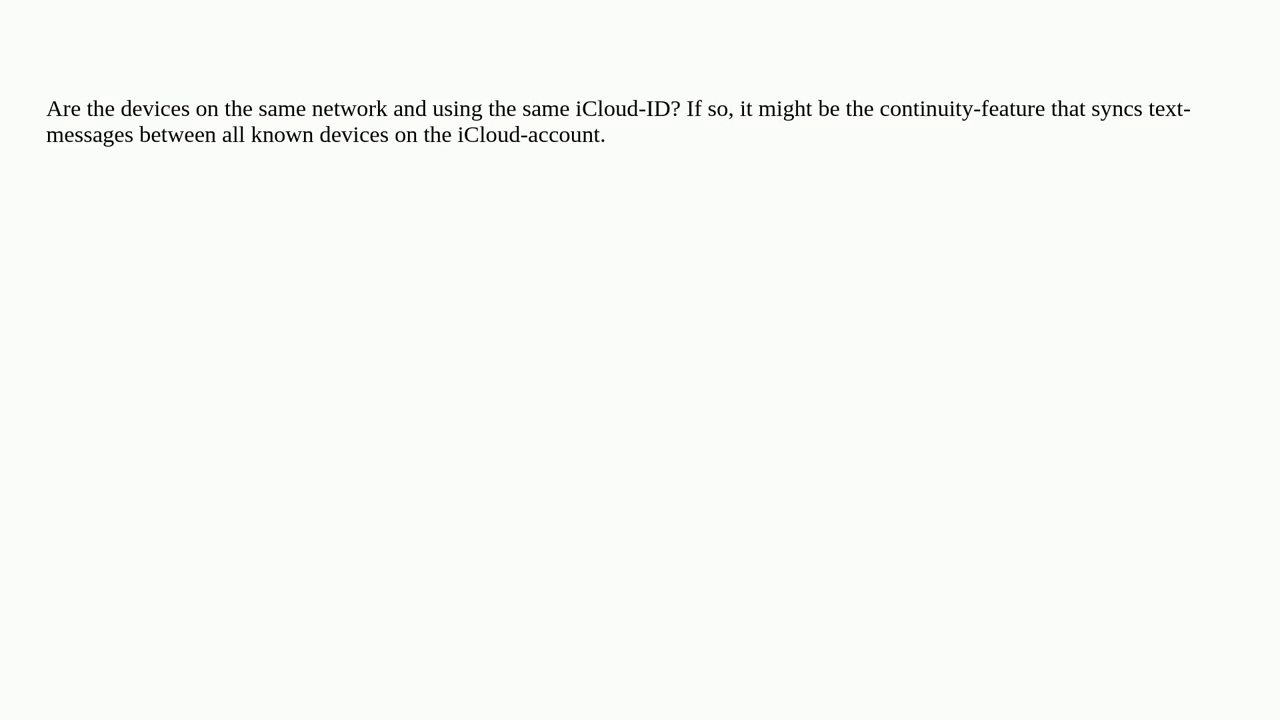 Are the devices on the same network and using the same iCloud-ID? If so, it might be the continuity-feature that syncs text-
messages between all known devices on the iCloud-account.